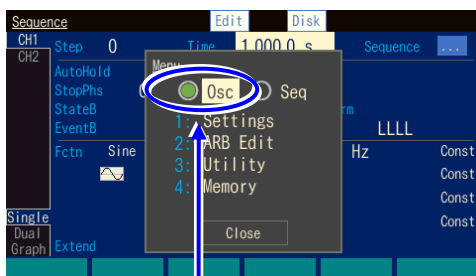 Sequence Edit Disk
CH1 Step 0 Time 1.000 0 s Sequence ...
CH2
Menu
AutoHold
StopPhs Osc Seq
StateB
EventB 1: Settings LLLL
Fctn Sine 2: ARB Edit Hz Const
3: Utility Const
4: Memory Const
Single Const
Dual Close
Graph Extend